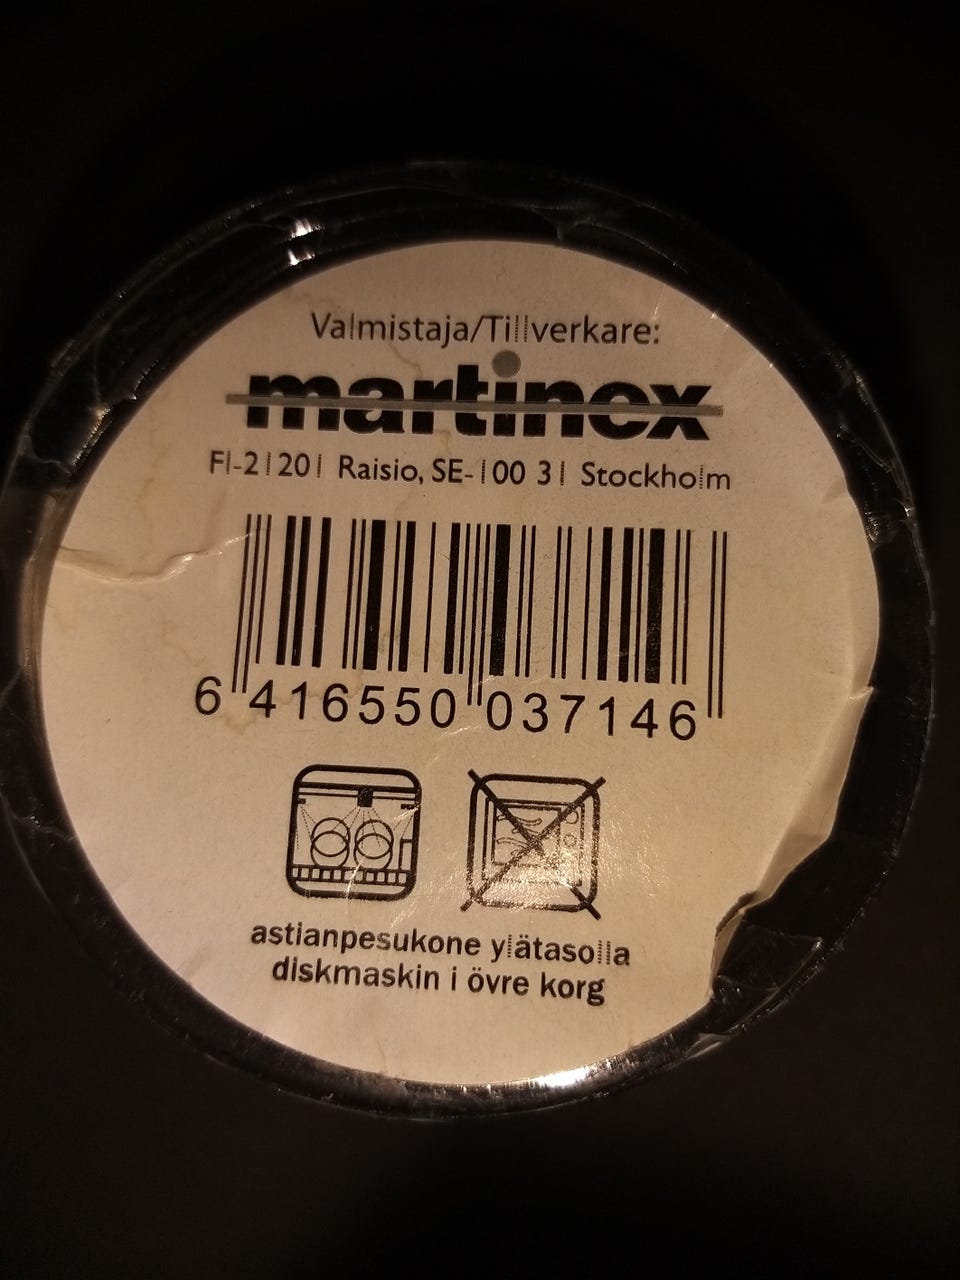 Valmistaja/Tillverkare:
martinex
FI-21201 Raisio, SE-100 31 Stockholm
6 416550 037146
astianpesukone ylätasolla
diskmaskin i övre korg